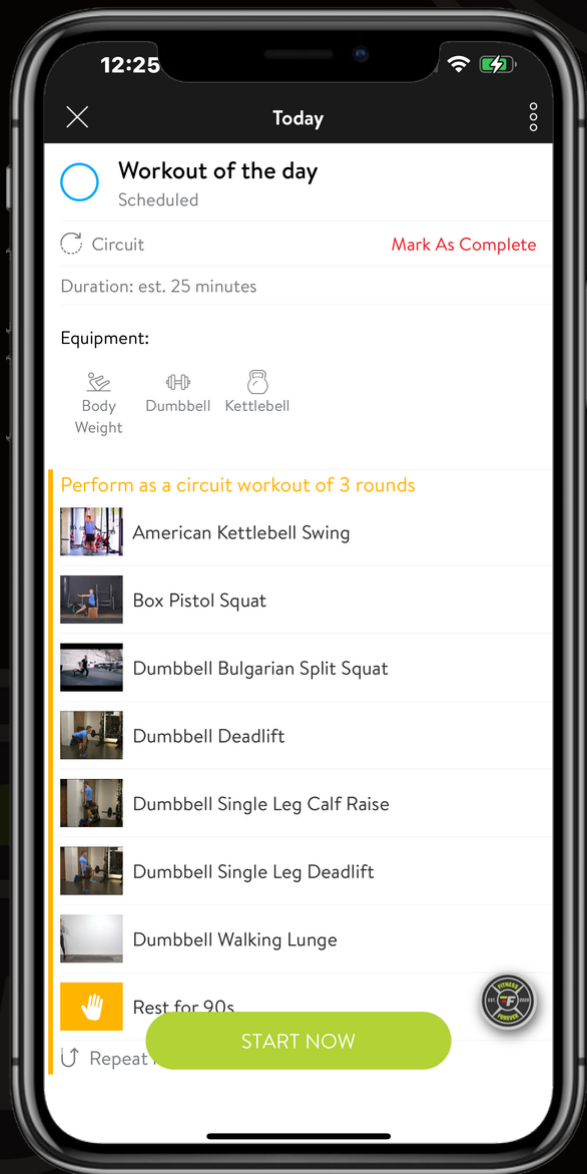 12:25
Today
Workout of the day
Scheduled
Circuit
Mark As Complete
Duration: est. 25 minutes
Equipment:
Body
Weight
Dumbbell
Kettlebell
Perform as a circuit workout of 3 rounds
American Kettlebell Swing
Box Pistol Squat
Dumbbell Bulgarian Split Squat
Dumbbell Deadlift
Dumbbell Single Leg Calf Raise
Dumbbell Single Leg Deadlift
Dumbbell Walking Lunge
Rest for 90s
FITNESS
FOREVER
START NOW
Repeat